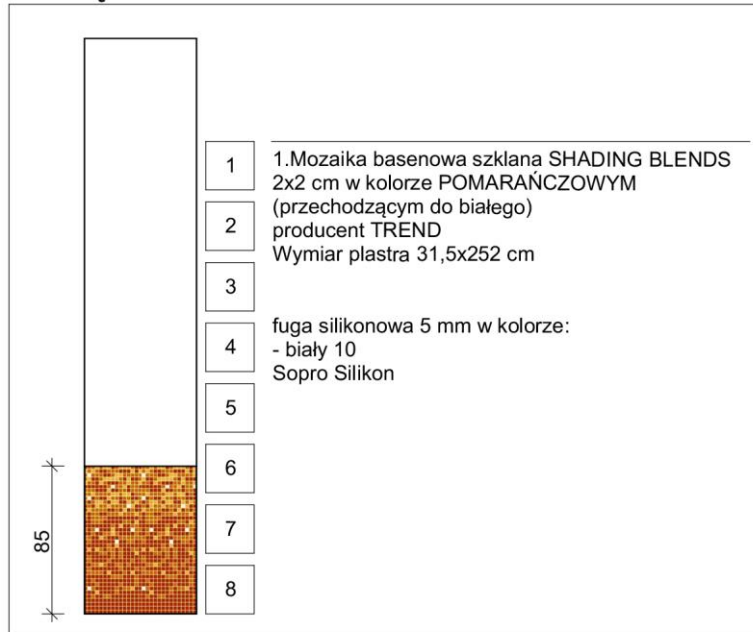 1
2
3
4
5
6
7
8
1.Mozaika basenowa szklana SHADING BLENDS
2x2 cm w kolorze POMARAŃCZOWYM
(przechodzącym do białego)
producent TREND
Wymiar plastra 31,5x252 cm
fuga silikonowa 5 mm w kolorze:
- biały 10
Sopro Silikon
85